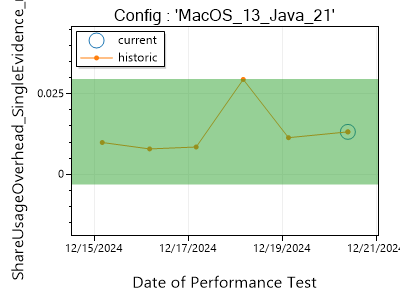 Config : 'MacOS_13_Java_21'
current
historic
ShareUsageOverhead_SingleEvidence_
0.025
0
12/15/2024
12/17/2024
12/19/2024
12/21/2024
Date of Performance Test